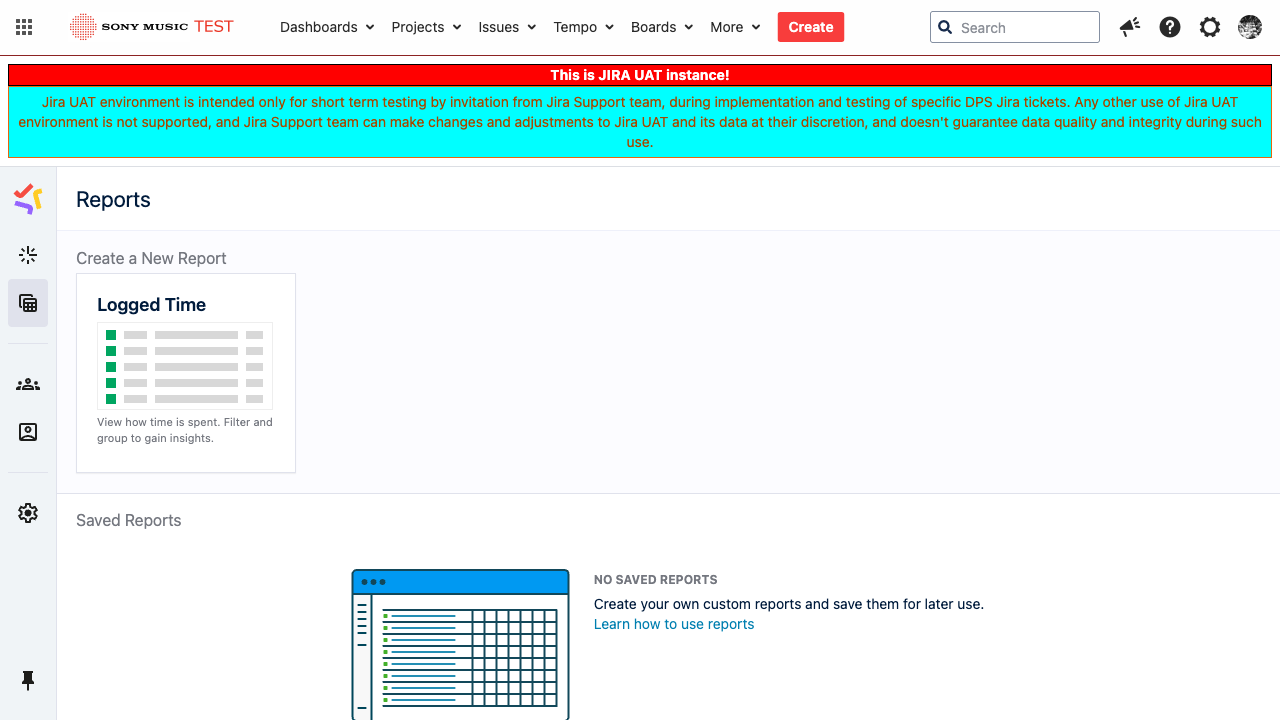 SONY MUSIC TEST Dashboards Projects Issues Tempo Boards More Create Search
This is JIRA UAT instance!
Jira UAT environment is intended only for short term testing by invitation from Jira Support team, during implementation and testing of specific DPS Jira tickets. Any other use of Jira UAT
environment is not supported, and Jira Support team can make changes and adjustments to Jira UAT and its data at their discretion, and doesn't guarantee data quality and integrity during such
use.
Reports
Create a New Report
Logged Time
View how time is spent. Filter and
group to gain insights.
Saved Reports
NO SAVED REPORTS
Create your own custom reports and save them for later use.
Learn how to use reports